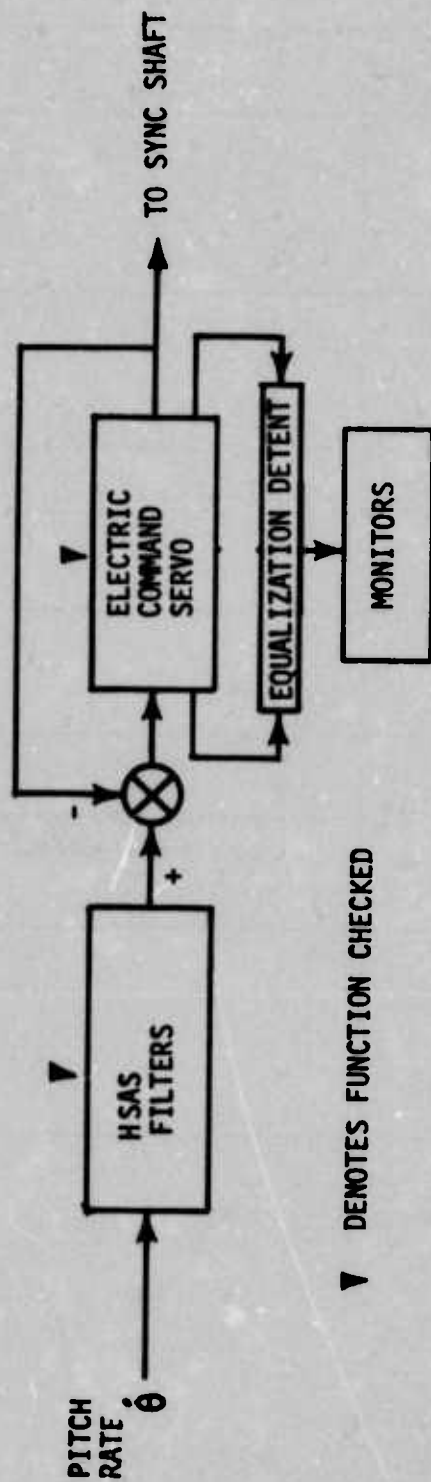 PITCH
RATE, θ̇
HSAS
FILTERS
+
-
ELECTRIC
COMMAND
SERVO
TO SYNC SHAFT
EQUALIZATION DETENT
MONITORS
▼ DENOTES FUNCTION CHECKED